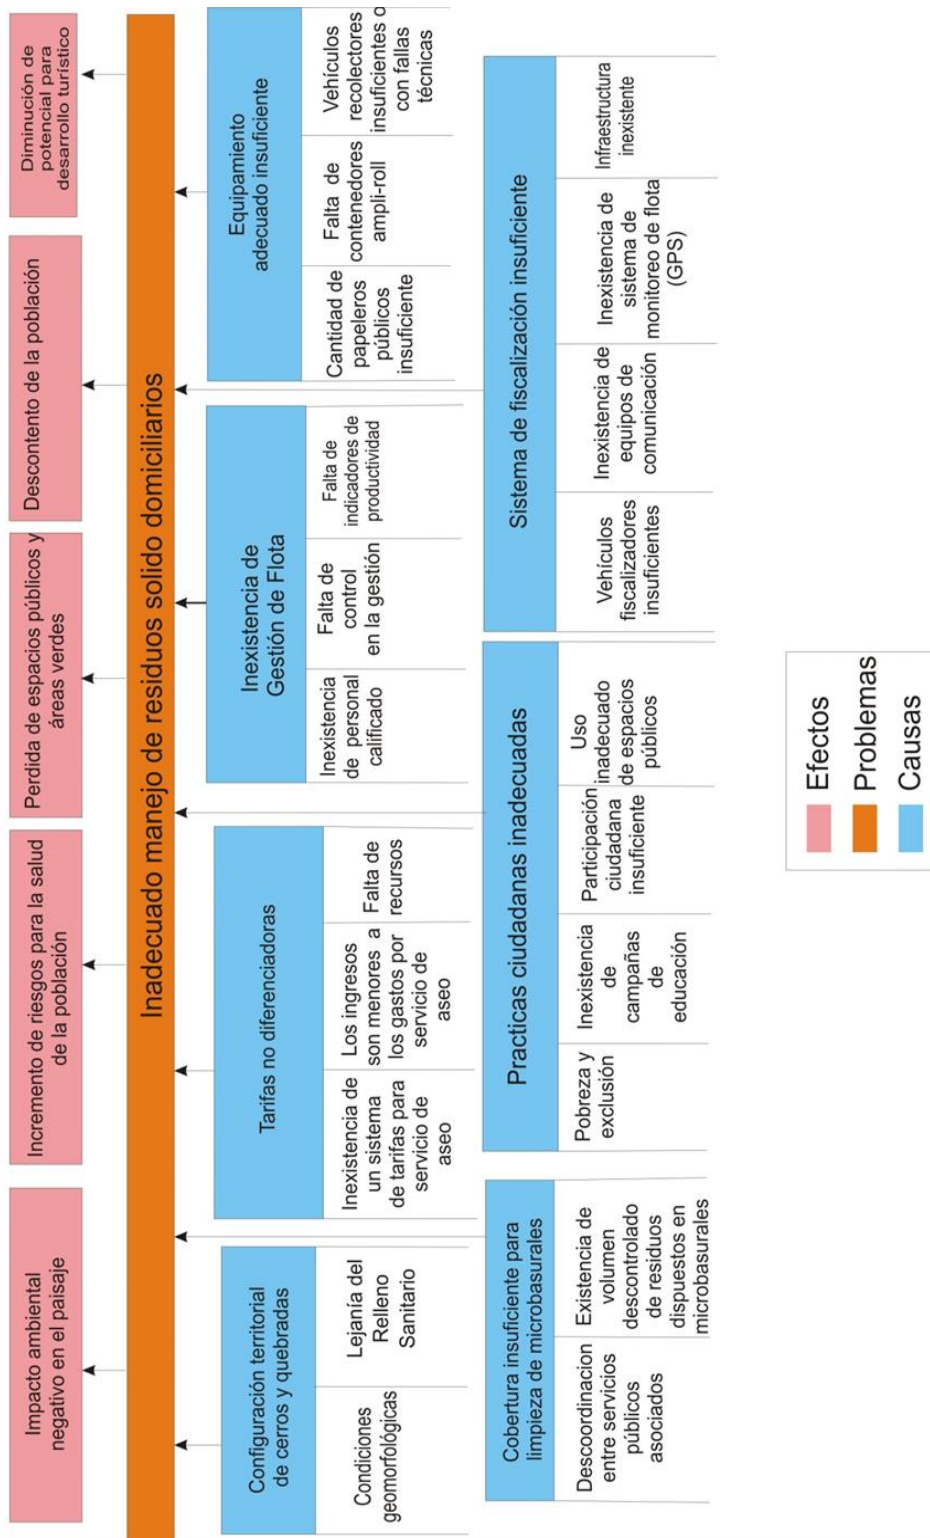 Impacto ambiental
negativo en el paisaje
Incremento de riesgos para la salud
de la población
Perdida de espacios públicos y
áreas verdes
Descontento de la población
Diminución de
potencial para
desarrollo turístico
Inadecuado manejo de residuos solido domiciliarios
Configuración territorial
de cerros y quebradas
Condiciones
geomorfológicas
Lejanía del
Relleno
Sanitario
Tarifas no diferenciadoras
Inexistencia de
un sistema
de tarifas para
servicio de
aseo
Los ingresos
son menores a
los gastos por
servicio de
aseo
Falta de
recursos
Inexistencia de
Gestión de Flota
Inexistencia
de personal
calificado
Falta de
control
en la gestión
Falta de
indicadores de
productividad
Equipamiento
adecuado insuficiente
Cantidad de
papeleros
públicos
insuficiente
Falta de
contenedores
ampli-roll
Vehículos
recolectores
insuficientes o
con fallas
técnicas
Cobertura insuficiente para
limpieza de microbasurales
Descoordinacion
entre servicios
públicos
asociados
Existencia de
volumen
descontrolado
de residuos
dispuestos en
microbasurales
Practicas ciudadanas inadecuadas
Pobreza y
exclusión
Inexistencia
de
campañas
de
educación
Participación
ciudadana
insuficiente
Uso
inadecuado
de espacios
públicos
Sistema de fiscalización insuficiente
Vehículos
fiscalizadores
insuficientes
Inexistencia de
equipos de
comunicación
Inexistencia de
sistema de
monitoreo de flota
(GPS)
Infraestructura
inexistente
Efectos
Problemas
Causas